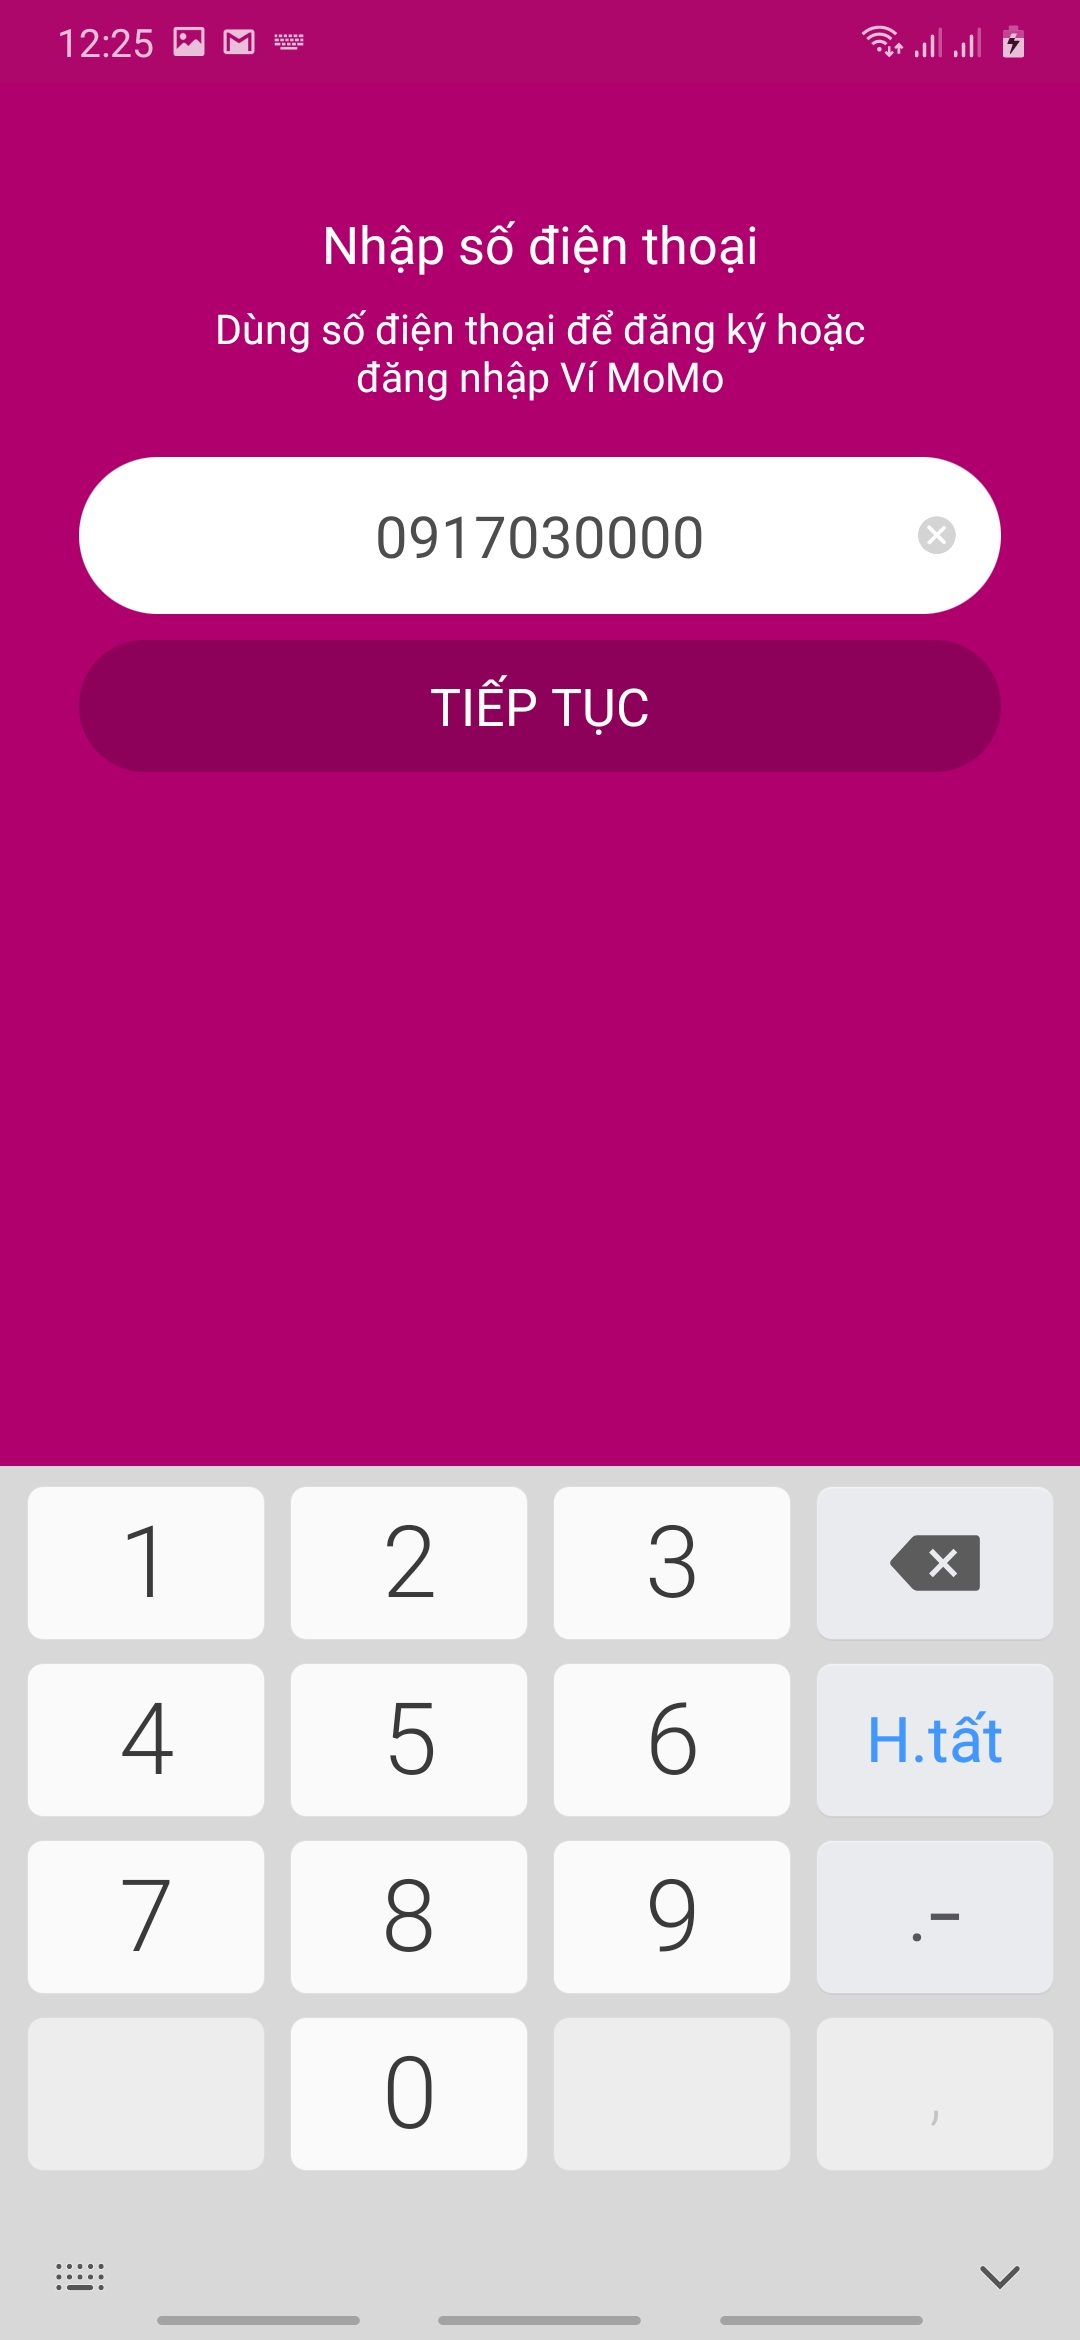 12:25
Nhập số điện thoại
Dùng số điện thoại để đăng ký hoặc
đăng nhập Ví MoMo
0917030000
TIẾP TỤC
1 2 3
4 5 6 H.tất
7 8 9 .-
0 ,